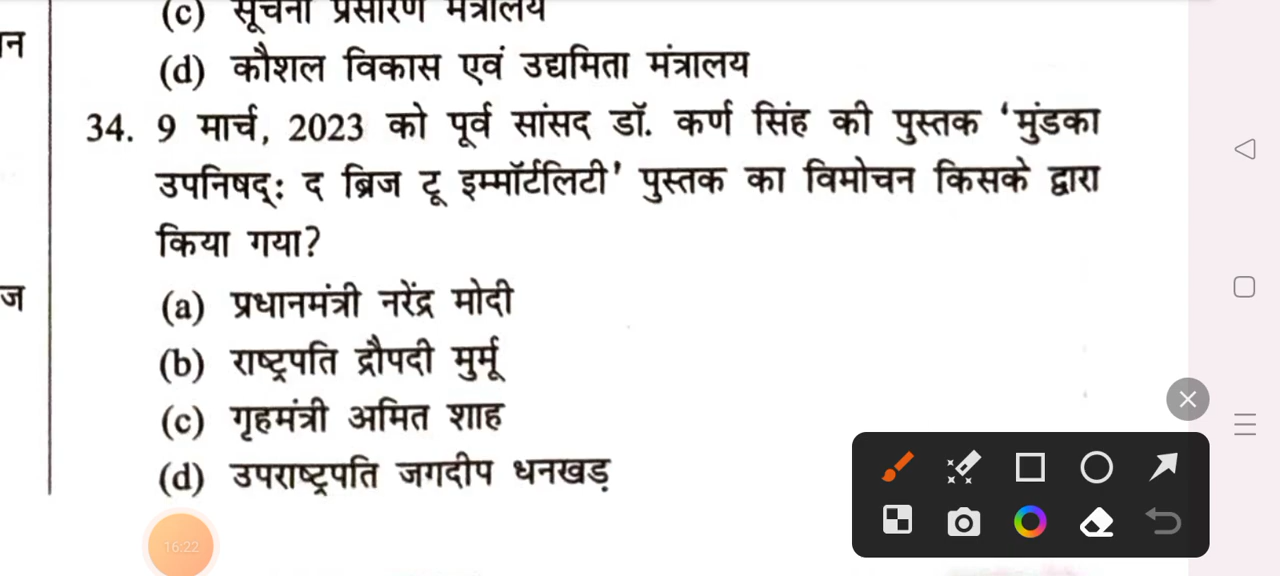 (c) सूचना प्रसारण मंत्रालय
न
(d) कौशल विकास एवं उद्यमिता मंत्रालय
34. 9 मार्च, 2023 को पूर्व सांसद डॉ. कर्ण सिंह की पुस्तक ‘मुंडका
उपनिषद्: द ब्रिज टू इम्मॉर्टलिटी’ पुस्तक का विमोचन किसके द्वारा
किया गया?
ज
(a) प्रधानमंत्री नरेंद्र मोदी
(b) राष्ट्रपति द्रौपदी मुर्मू
(c) गृहमंत्री अमित शाह
(d) उपराष्ट्रपति जगदीप धनखड़
16:22